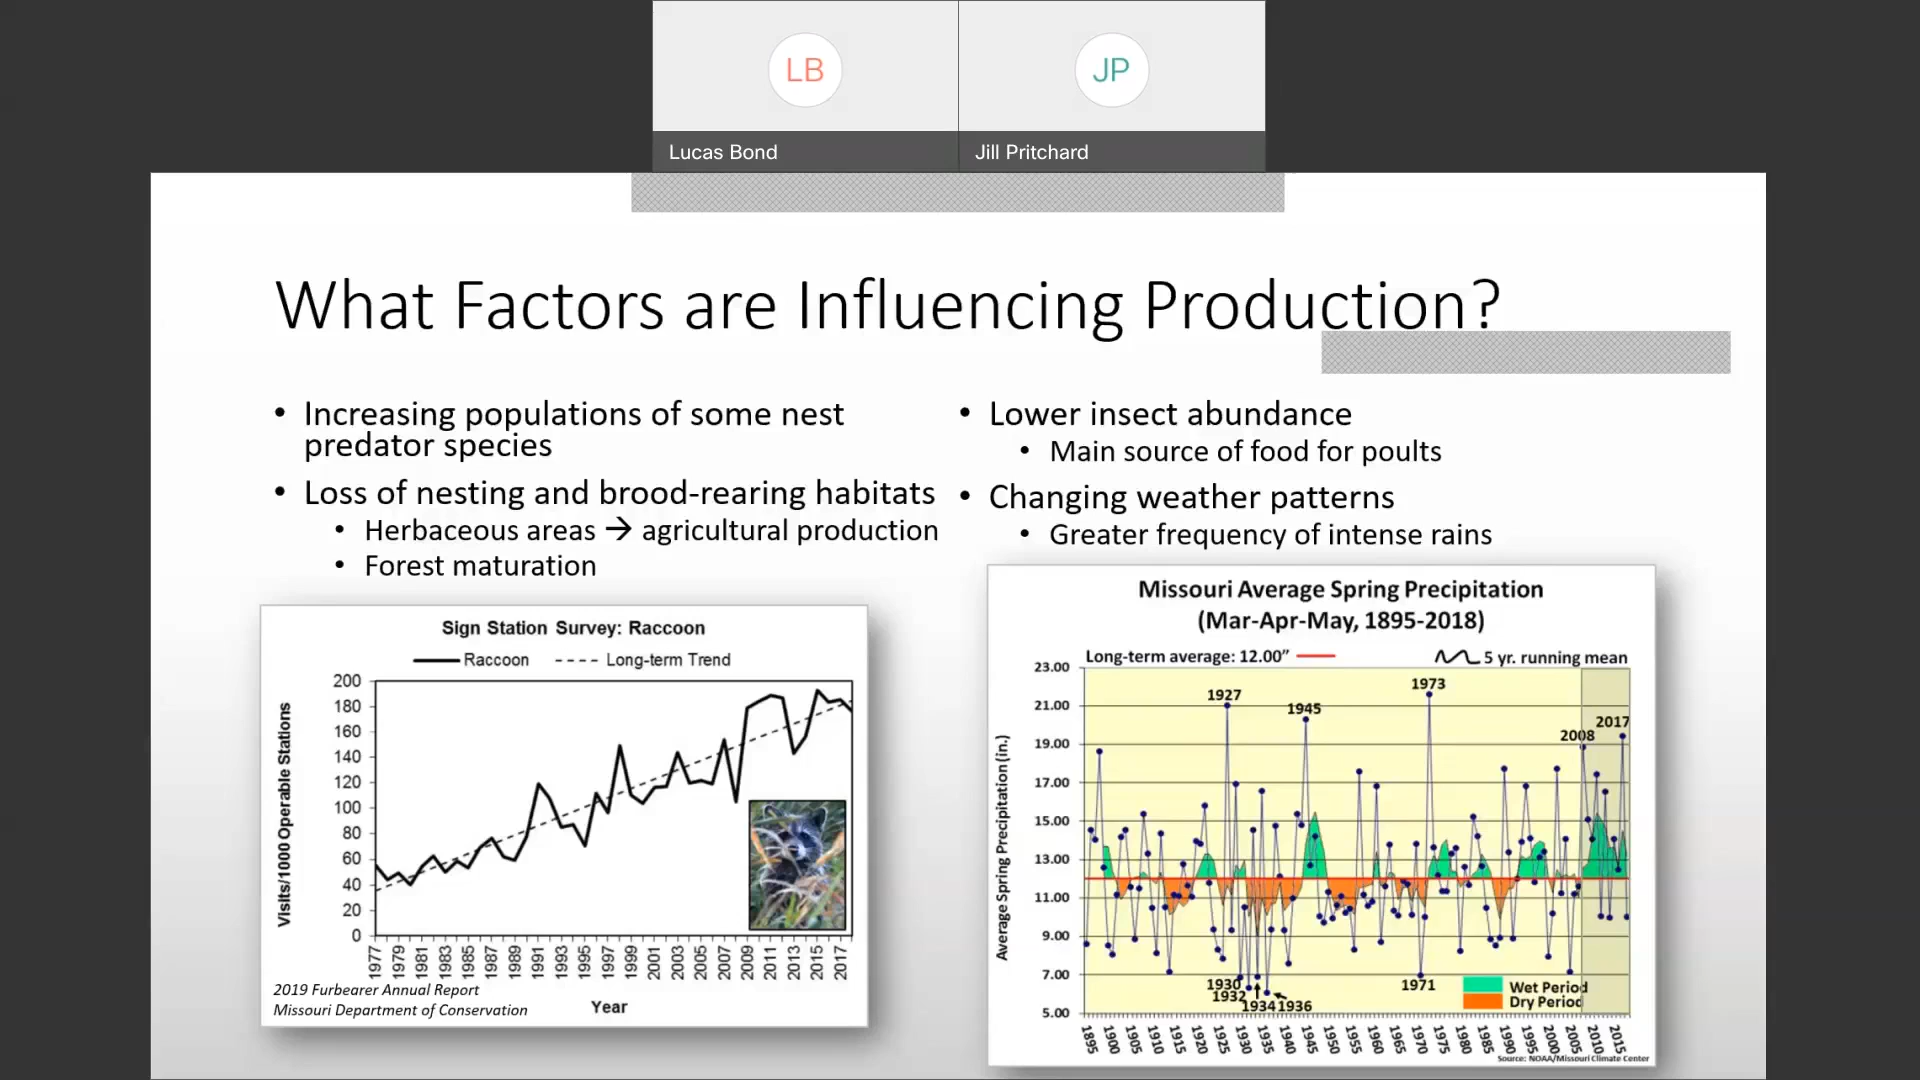 LB
JP
Lucas Bond
Jill Pritchard
What Factors are Influencing Production?
• Increasing populations of some nest
predator species
• Loss of nesting and brood-rearing habitats
• Herbaceous areas → agricultural production
• Forest maturation
• Lower insect abundance
• Main source of food for poults
• Changing weather patterns
• Greater frequency of intense rains
Sign Station Survey: Raccoon
Raccoon
Long-term Trend
Visits/1000 Operable Stations
200
180
160
140
120
100
80
60
40
20
0
1977
1979
1981
1983
1985
1987
1989
1991
1993
1995
1997
1999
2001
2003
2005
2007
2009
2011
2013
2015
2017
Year
2019 Furbearer Annual Report
Missouri Department of Conservation
Missouri Average Spring Precipitation
(Mar-Apr-May, 1895-2018)
Long-term average: 12.00"
5 yr. running mean
Average Spring Precipitation (in.)
23.00
21.00
19.00
17.00
15.00
13.00
11.00
9.00
7.00
5.00
1927
1945
1973
2008
2017
1930
1932
1934
1936
1971
Wet Period
Dry Period
1895
1900
1905
1910
1915
1920
1925
1930
1935
1940
1945
1950
1955
1960
1965
1970
1975
1980
1985
1990
1995
2000
2005
2010
2015
Source: NOAA/Missouri Climate Center